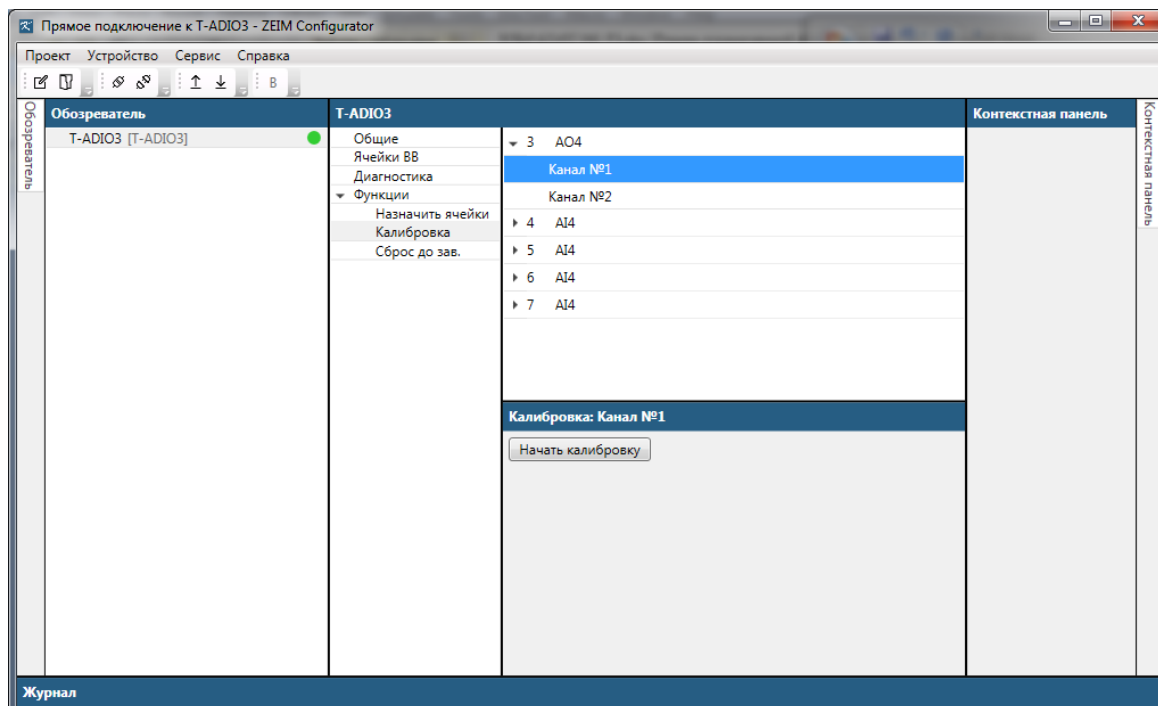 Прямое подключение к T-ADIO3 - ZEIM Configurator
Проект Устройство Сервис Справка
B
Обозреватель
Обозреватель
T-ADIO3 [T-ADIO3]
T-ADIO3
Общие
Ячейки ВВ
Диагностика
Функции
Назначить ячейки
Калибровка
Сброс до зав.
3 AO4
Канал №1
Канал №2
4 AI4
5 AI4
6 AI4
7 AI4
Калибровка: Канал №1
Начать калибровку
Контекстная панель
Контекстная панель
Журнал